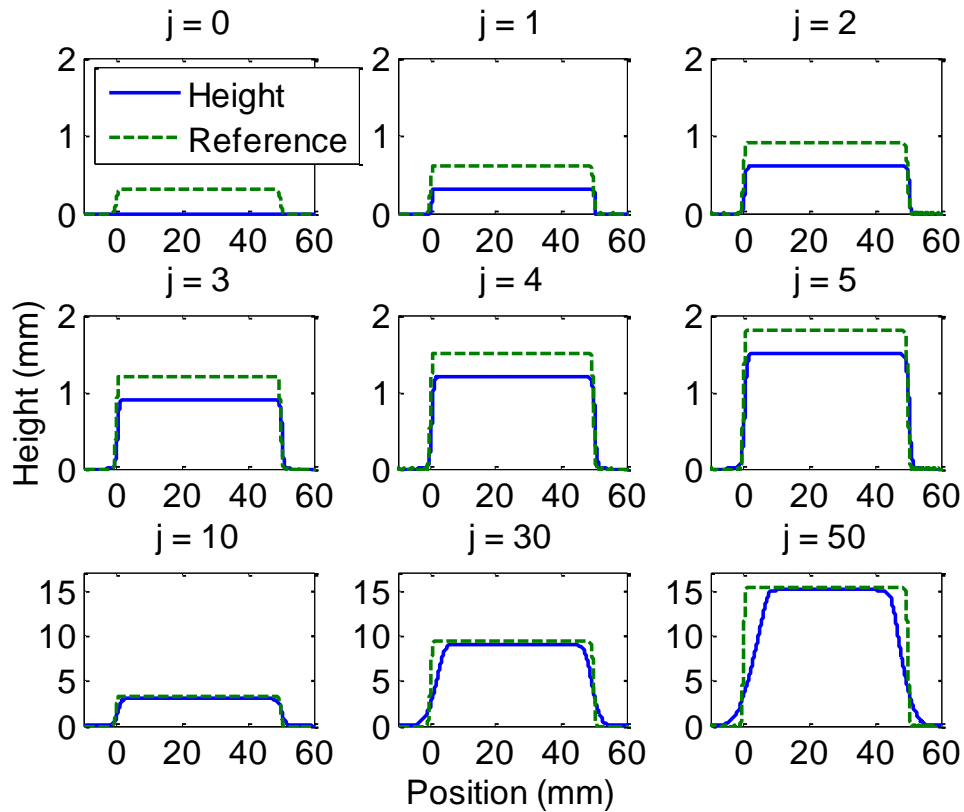 j = 0
j = 1
j = 2
2
1
0
Height
Reference
0 20 40 60
2
1
0
0 20 40 60
2
1
0
0 20 40 60
j = 3
j = 4
j = 5
Height (mm)
2
1
0
0 20 40 60
2
1
0
0 20 40 60
2
1
0
0 20 40 60
j = 10
j = 30
j = 50
15
10
5
0
0 20 40 60
15
10
5
0
0 20 40 60
15
10
5
0
0 20 40 60
Position (mm)